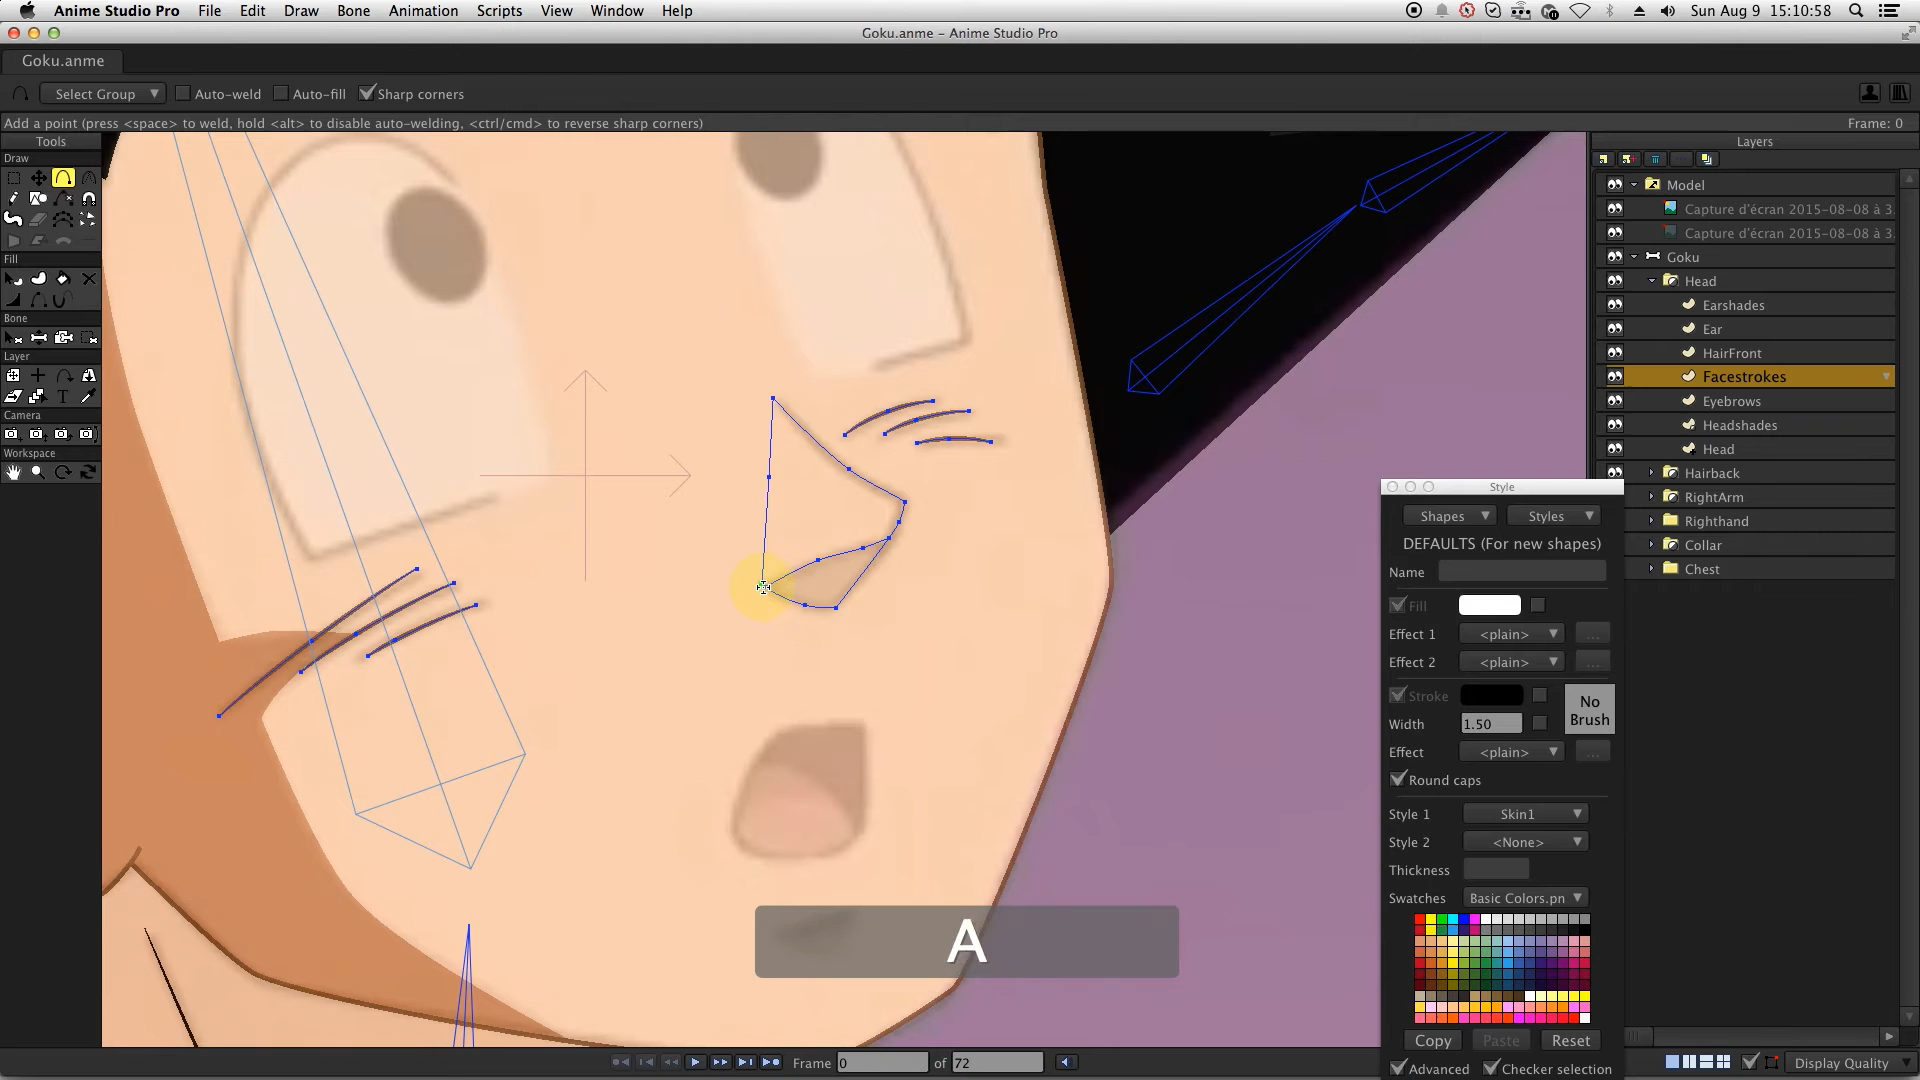 Anime Studio Pro File Edit Draw Bone Animation Scripts View Window Help Sun Aug 9 15:10:58
Goku.anme – Anime Studio Pro
Goku.anme
Select Group Auto-weld Auto-fill Sharp corners
Add a point (press <space> to weld, hold <alt> to disable auto-welding, <ctrl/cmd> to reverse sharp corners) Frame: 0
Tools
Draw
Fill
Bone
Layer
Camera
Workspace
Layers
Model
Capture d'écran 2015-08-08 à 3.
Capture d'écran 2015-08-08 à 3.
Goku
Head
Earshades
Ear
HairFront
Facestrokes
Eyebrows
Headshades
Head
Hairback
RightArm
Righthand
Collar
Chest
Style
Shapes Styles
DEFAULTS (For new shapes)
Name
Fill
Effect 1 <plain> ...
Effect 2 <plain> ...
Stroke
No Brush
Width 1.50
Effect <plain> ...
Round caps
Style 1 Skin1
Style 2 <None>
Thickness
Swatches Basic Colors.pn
Copy Paste Reset
Advanced Checker selection
A
Frame 0 of 72
Display Quality